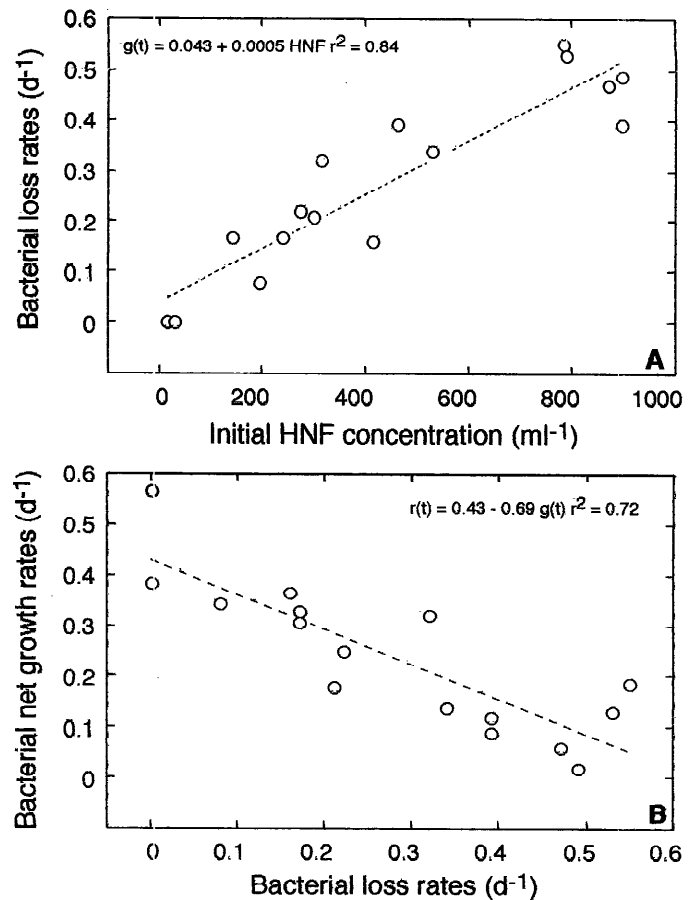 0.6
g(t) = 0.043 + 0.0005 HNF r² = 0.84
0.5
0.4
0.3
0.2
0.1
0
Bacterial loss rates (d⁻¹)
A
0 200 400 600 800 1000
Initial HNF concentration (ml⁻¹)
0.6
r(t) = 0.43 - 0.69 g(t) r² = 0.72
0.5
0.4
0.3
0.2
0.1
0
Bacterial net growth rates (d⁻¹)
B
0 0.1 0.2 0.3 0.4 0.5 0.6
Bacterial loss rates (d⁻¹)